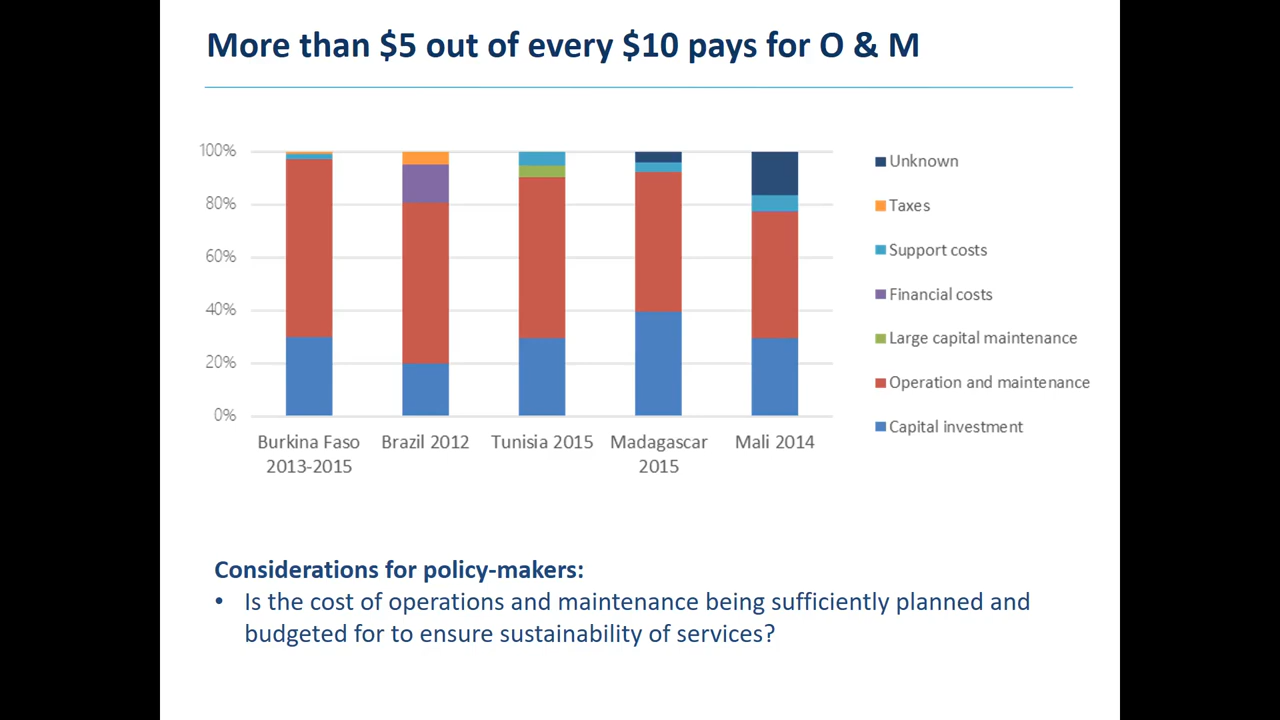 More than $5 out of every $10 pays for O & M
100%
80%
60%
40%
20%
0%
Burkina Faso
2013-2015
Brazil 2012
Tunisia 2015
Madagascar
2015
Mali 2014
Unknown
Taxes
Support costs
Financial costs
Large capital maintenance
Operation and maintenance
Capital investment
Considerations for policy-makers:
• Is the cost of operations and maintenance being sufficiently planned and
budgeted for to ensure sustainability of services?